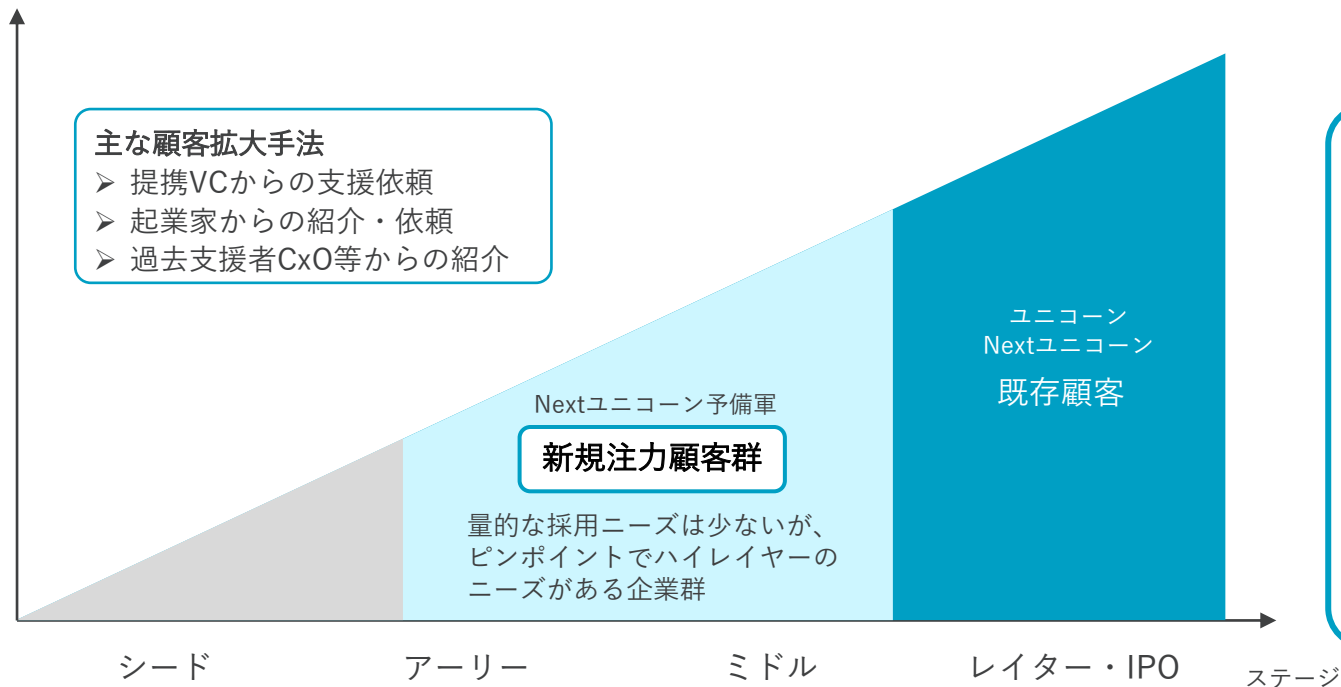 主な顧客拡大手法
➢ 提携VCからの支援依頼
➢ 起業家からの紹介・依頼
➢ 過去支援者CxO等からの紹介
ユニコーン
Nextユニコーン
既存顧客
Nextユニコーン予備軍
新規注力顧客群
量的な採用ニーズは少ないが、
ピンポイントでハイレイヤーの
ニーズがある企業群
シード
アーリー
ミドル
レイター・IPO
ステージ